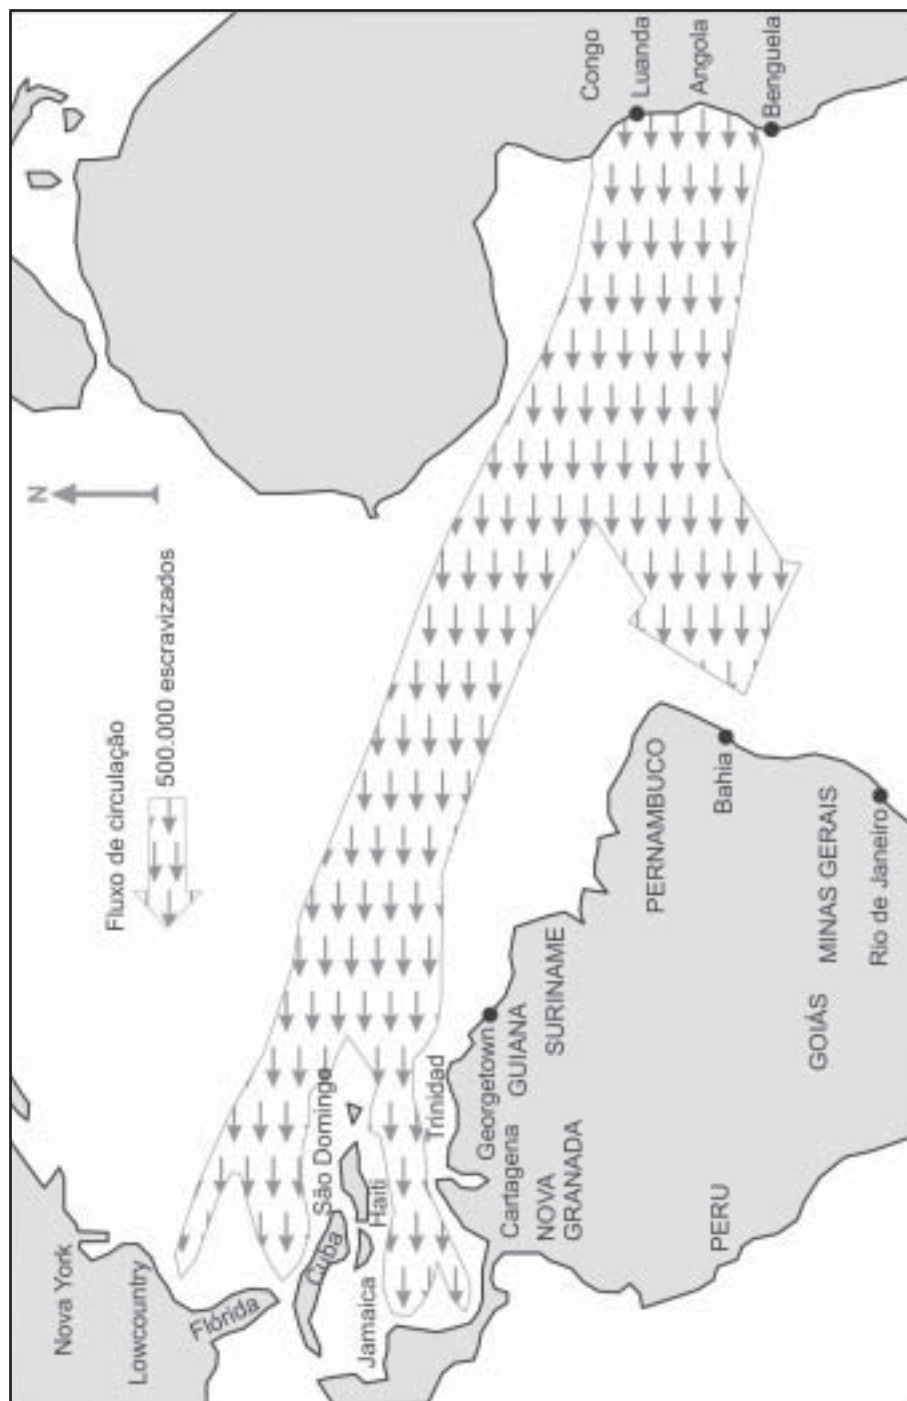 Nova York
Lowcountry
Flórida
Cuba
Jamaica
Haiti
São Domingo
Trinidad
Fluxo de circulação
500.000 escravizados
N
Georgetown
GUIANA
SURINAME
Cartagena
NOVA
GRANADA
PERU
GOIÁS
PERNAMBUCO
Bahia
MINAS GERAIS
Rio de Janeiro
Congo
Luanda
Angola
Benguela